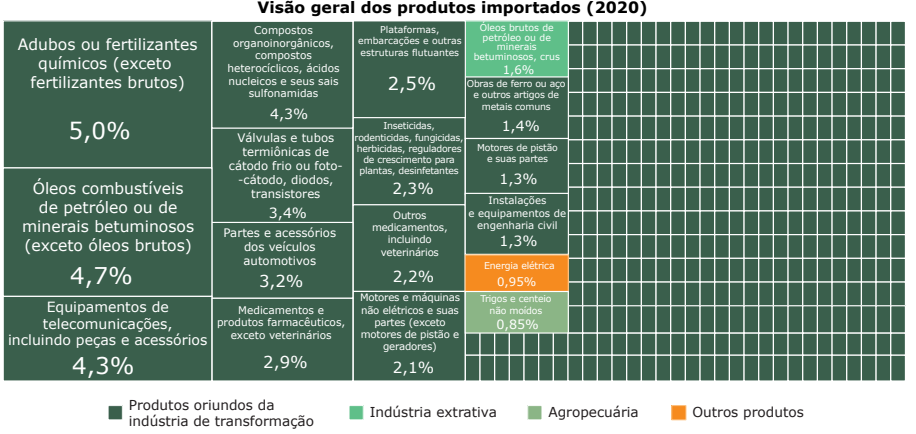 Visão geral dos produtos importados (2020)
Adubos ou fertilizantes
químicos (exceto
fertilizantes brutos)
5,0%
Óleos combustíveis
de petróleo ou de
minerais betuminosos
(exceto óleos brutos)
4,7%
Equipamentos de
telecomunicações,
incluindo peças e acessórios
4,3%
Compostos
organoinorgânicos,
compostos
heterocíclicos, ácidos
nucleicos e seus sais
sulfonamidas
4,3%
Válvulas e tubos
termiônicas de
cátodo frio ou foto-
-cátodo, diodos,
transistores
3,4%
Partes e acessórios
dos veículos
automotivos
3,2%
Medicamentos e
produtos farmacêuticos,
exceto veterinários
2,9%
Plataformas,
embarcações e outras
estruturas flutuantes
2,5%
Inseticidas,
rodenticidas, fungicidas,
herbicidas, reguladores
de crescimento para
plantas, desinfetantes
2,3%
Outros
medicamentos,
incluindo
veterinários
2,2%
Motores e máquinas
não elétricos e suas
partes (exceto
motores de pistão e
geradores)
2,1%
Óleos brutos de
petróleo ou de
minerais
betuminosos, crus
1,6%
Obras de ferro ou aço
e outros artigos de
metais comuns
1,4%
Motores de pistão
e suas partes
1,3%
Instalações
e equipamentos de
engenharia civil
1,3%
Energia elétrica
0,95%
Trigos e centeio
não moídos
0,85%
Produtos oriundos da
indústria de transformação
Indústria extrativa
Agropecuária
Outros produtos